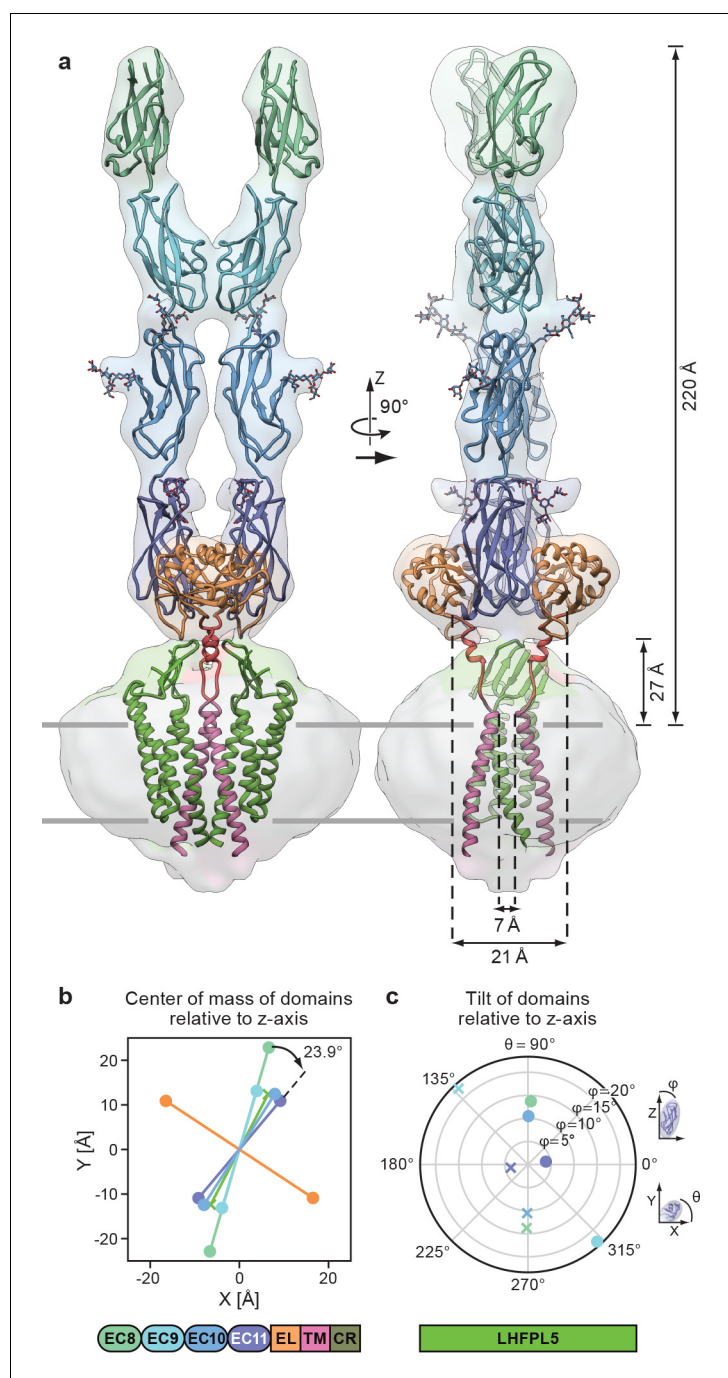 a
Z
90°
220 Å
27 Å
7 Å
21 Å
b
Center of mass of domains
relative to z-axis
23.9°
20
10
0
-10
-20
Y [Å]
-20
0
20
X [Å]
c
Tilt of domains
relative to z-axis
θ = 90°
135°
φ=20°
φ=15°
φ=10°
φ=5°
180°
0°
225°
315°
270°
φ
Z
Y
θ
X
EC8 EC9 EC10 EC11 EL TM CR
LHFPL5